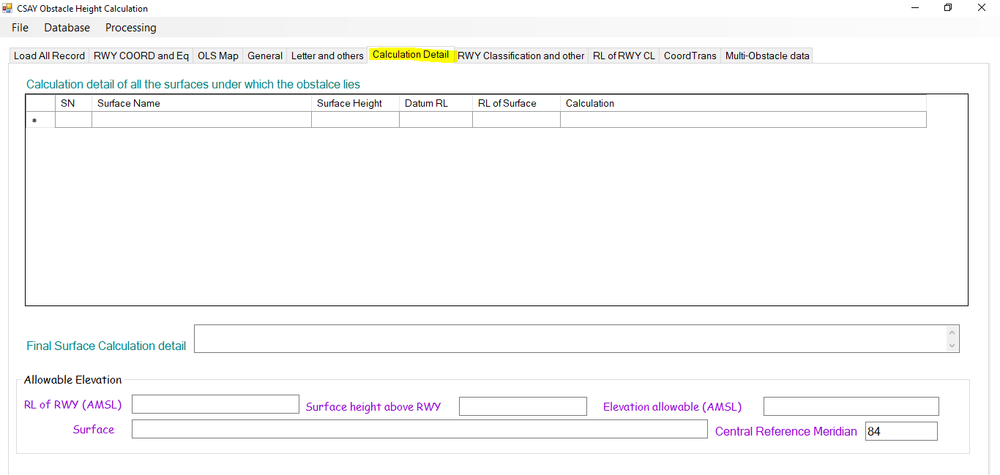 CSAY Obstacle Height Calculation
File Database Processing
Load All Record RWY COORD and Eq OLS Map General Letter and others Calculation Detail RWY Classification and other RL of RWY CL CoordTrans Multi-Obstacle data
Calculation detail of all the surfaces under which the obstalce lies
SN Surface Name Surface Height Datum RL RL of Surface Calculation
Final Surface Calculation detail
Allowable Elevation
RL of RWY (AMSL) Surface height above RWY Elevation allowable (AMSL)
Surface Central Reference Meridian 84